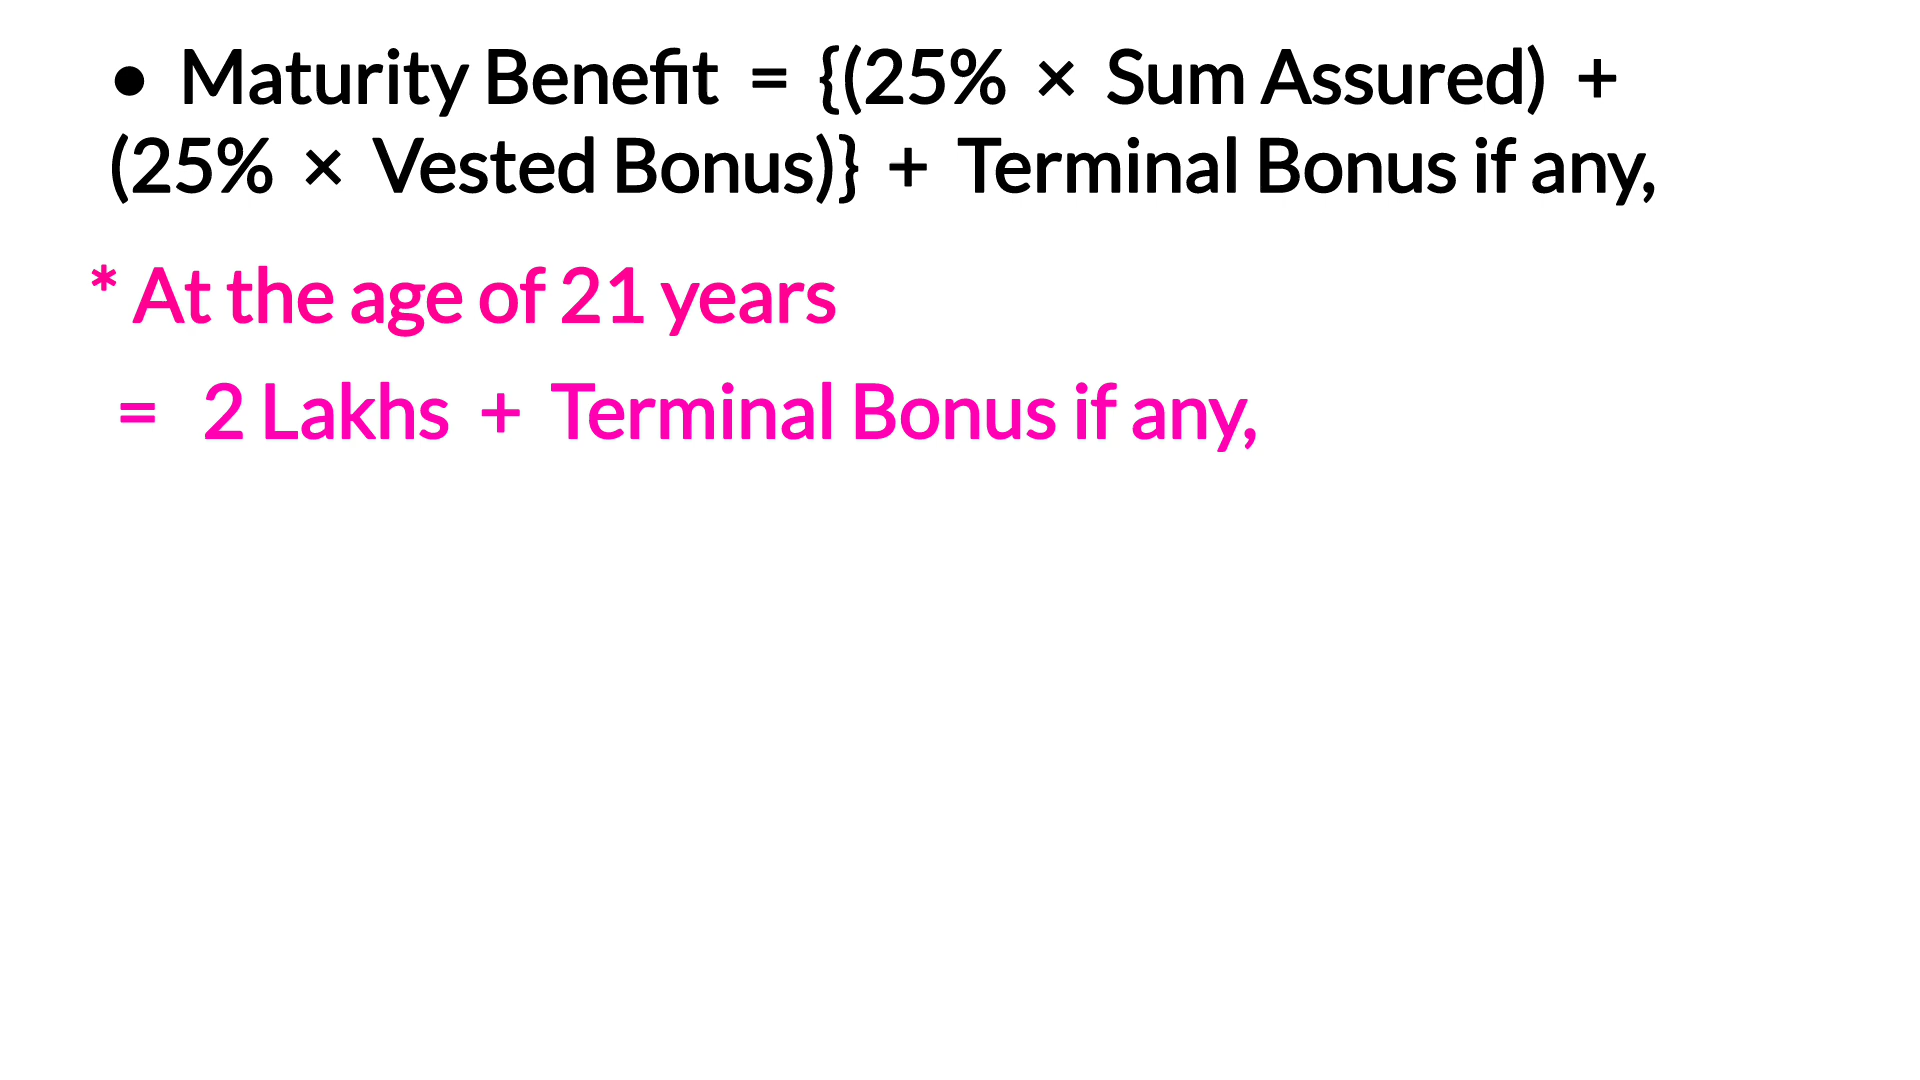 ● Maturity Benefit = {(25% × Sum Assured) +
(25% × Vested Bonus)} + Terminal Bonus if any,
* At the age of 21 years
= 2 Lakhs + Terminal Bonus if any,